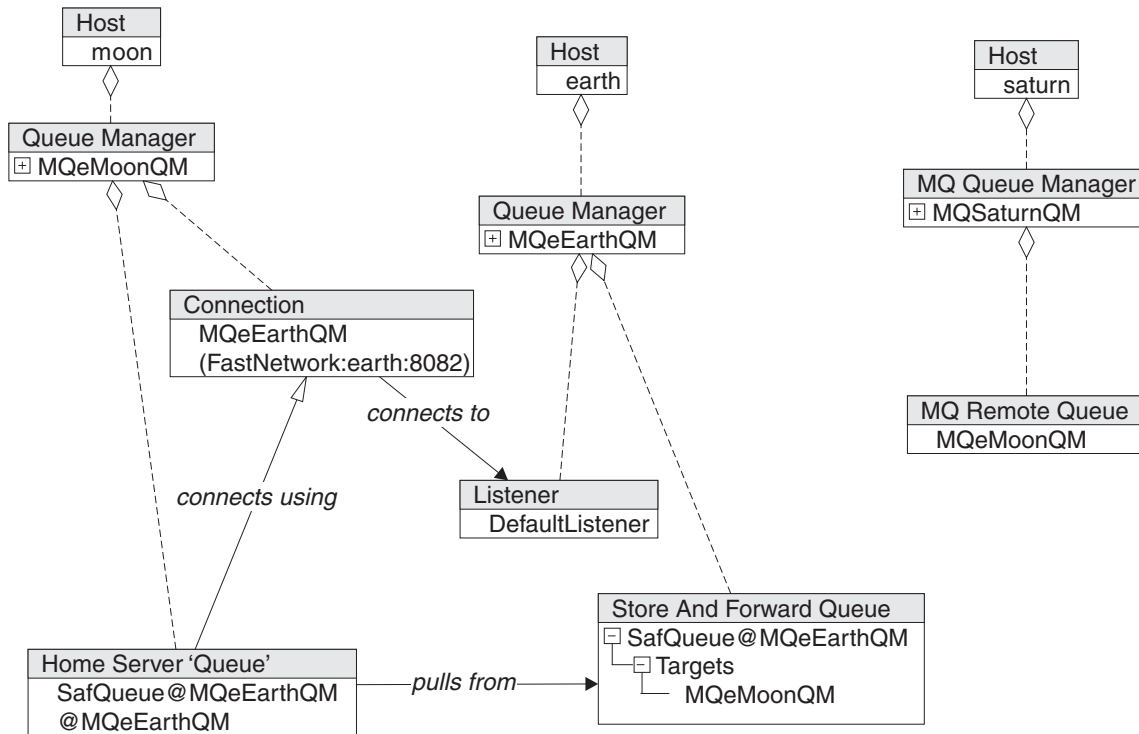 Host
moon
Queue Manager
MQeMoonQM
Host
earth
Queue Manager
MQeEarthQM
Host
saturn
MQ Queue Manager
MQSaturnQM
Connection
MQeEarthQM
(FastNetwork:earth:8082)
connects to
MQ Remote Queue
MQeMoonQM
connects using
Listener
DefaultListener
Store And Forward Queue
SafQueue@MQeEarthQM
Targets
MQeMoonQM
Home Server ‘Queue’
SafQueue@MQeEarthQM
@MQeEarthQM
pulls from